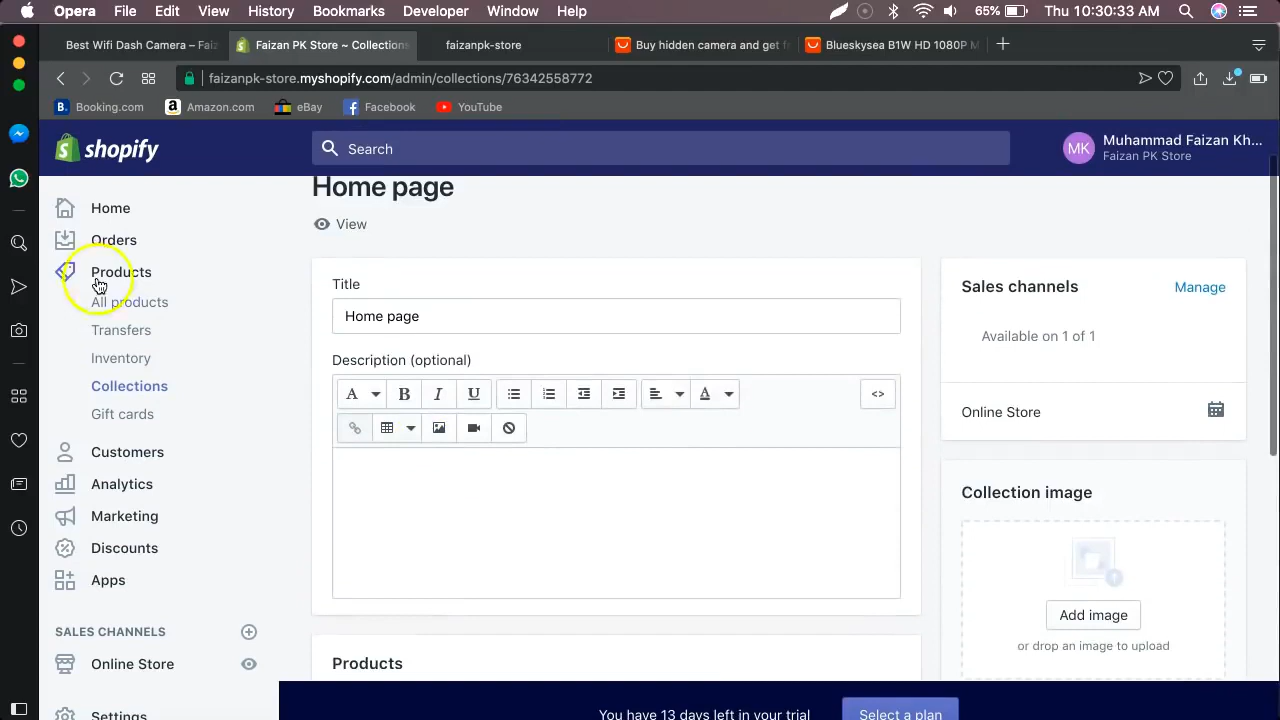 Opera File Edit View History Bookmarks Developer Window Help 65% Thu 10:30:33 AM
Best Wifi Dash Camera – Faiz
Faizan PK Store ~ Collections
faizanpk-store
Buy hidden camera and get fr
Blueskysea B1W HD 1080P M
faizanpk-store.myshopify.com/admin/collections/76342558772
B. Booking.com Amazon.com eBay Facebook YouTube
shopify
Search
MK
Muhammad Faizan Kh...
Faizan PK Store
Home
Orders
Products
All products
Transfers
Inventory
Collections
Gift cards
Customers
Analytics
Marketing
Discounts
Apps
SALES CHANNELS
Online Store
Settings
Home page
View
Title
Home page
Description (optional)
A B I U A <>
Products
Sales channels Manage
Available on 1 of 1
Online Store
Collection image
Add image
or drop an image to upload
You have 13 days left in your trial Select a plan